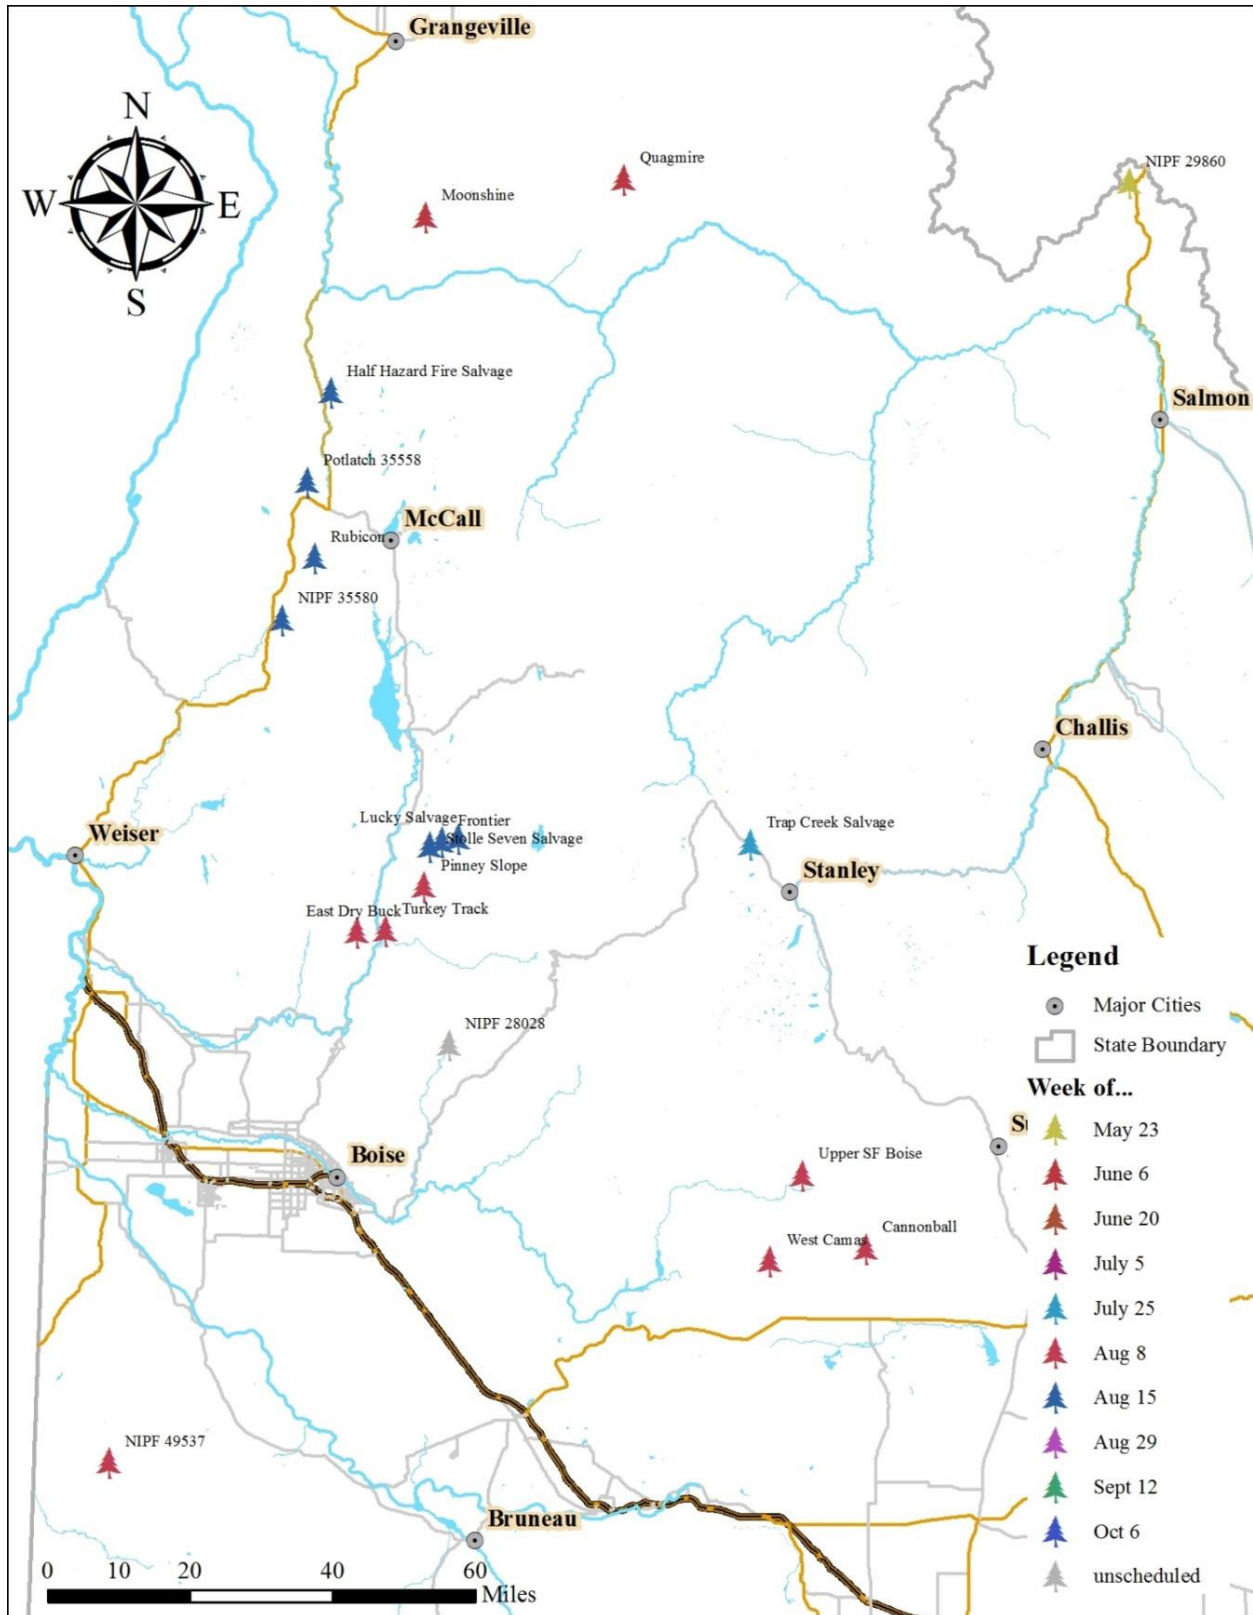 Grangeville
N
W
E
S
Quagmire
NIPF 29860
Moonshine
Half Hazard Fire Salvage
Salmon
Potlatch 35558
McCall
Rubicon
NIPF 35580
Challis
Lucky Salvage
Frontier
Stolle Seven Salvage
Weiser
Trap Creek Salvage
Pinney Slope
Stanley
East Dry Buck
Turkey Track
NIPF 28028
Boise
Upper SF Boise
West Camas
Cannonball
NIPF 49537
Bruneau
0 10 20 40 60
Miles
Legend
Major Cities
State Boundary
Week of...
May 23
June 6
June 20
July 5
July 25
Aug 8
Aug 15
Aug 29
Sept 12
Oct 6
unscheduled